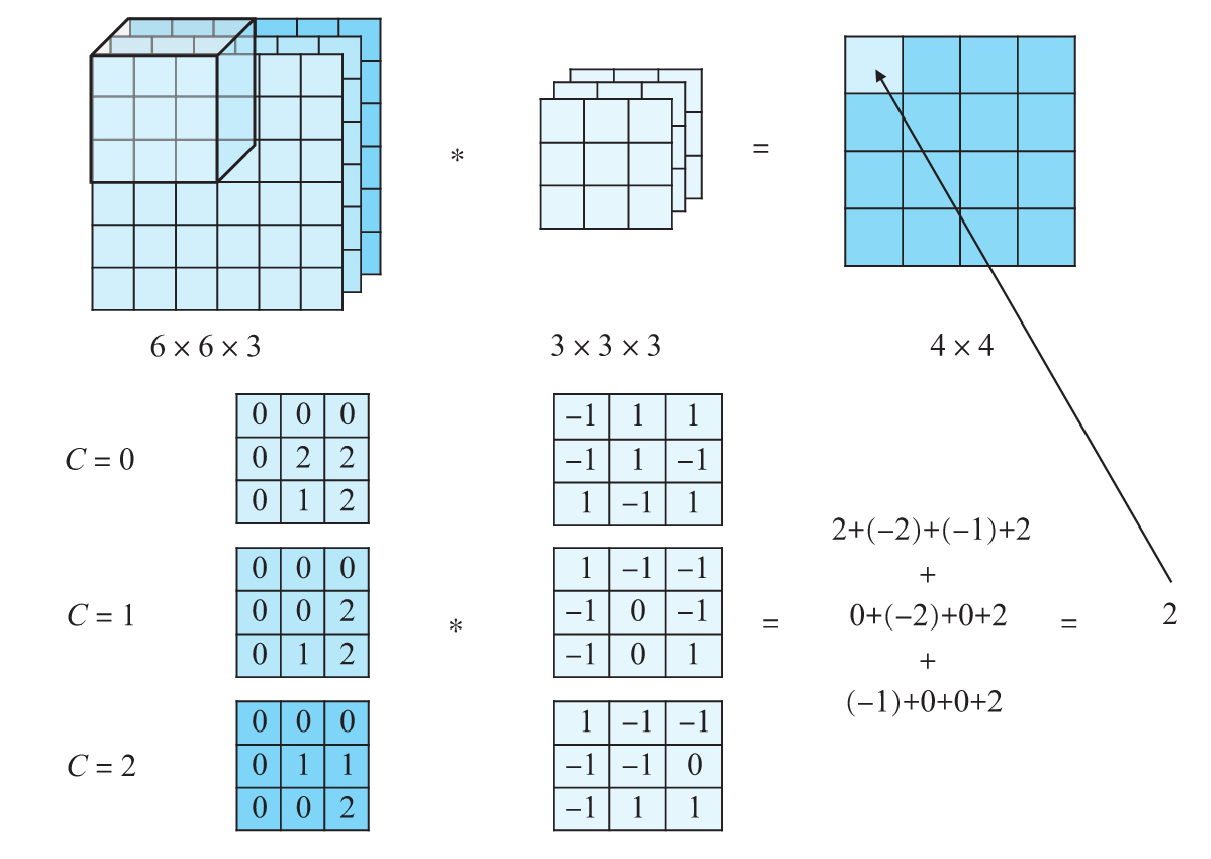 * =
6 × 6 × 3 3 × 3 × 3 4 × 4
C = 0
0 0 0
0 2 2
0 1 2
–1 1 1
–1 1 –1
1 –1 1
C = 1
0 0 0
0 0 2
0 1 2
*
1 –1 –1
–1 0 –1
–1 0 1
=
2+(–2)+(–1)+2
+
0+(–2)+0+2
+
(–1)+0+0+2
=
2
C = 2
0 0 0
0 1 1
0 0 2
1 –1 –1
–1 –1 0
–1 1 1